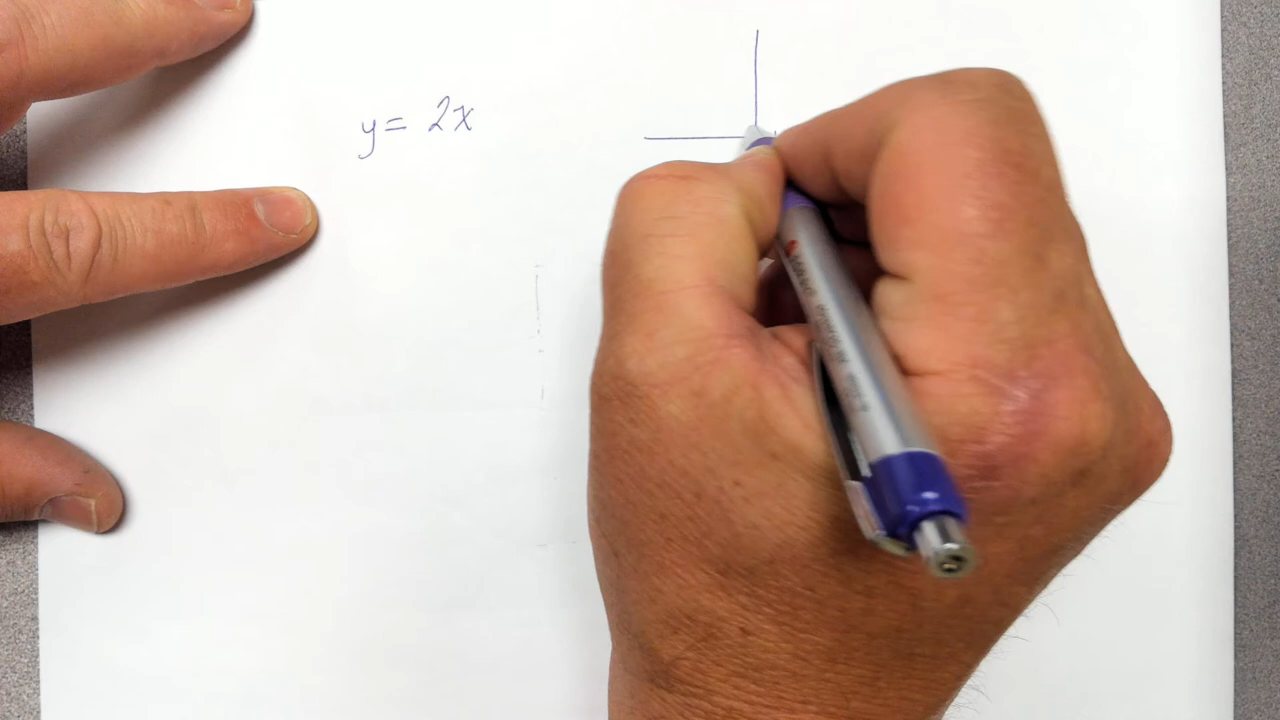 y = 2x